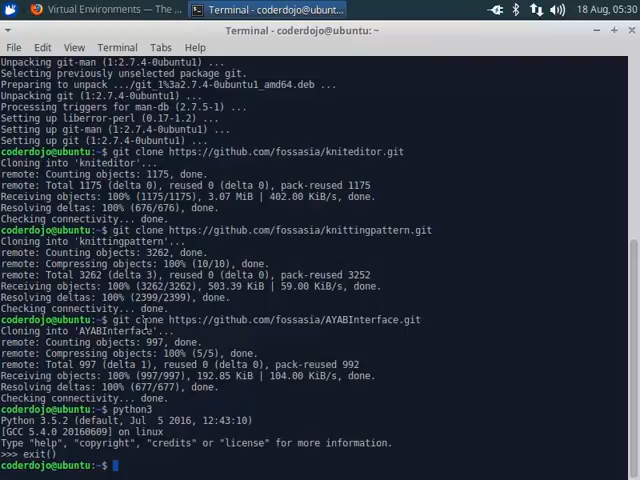 Virtual Environments — The ...
Terminal - coderdojo@ubunt...
18 Aug, 05:30
Terminal - coderdojo@ubuntu: ~
File Edit View Terminal Tabs Help
Unpacking git-man (1:2.7.4-0ubuntu1) ...
Selecting previously unselected package git.
Preparing to unpack .../git_1%3a2.7.4-0ubuntu1_amd64.deb ...
Unpacking git (1:2.7.4-0ubuntu1) ...
Processing triggers for man-db (2.7.5-1) ...
Setting up liberror-perl (0.17-1.2) ...
Setting up git-man (1:2.7.4-0ubuntu1) ...
Setting up git (1:2.7.4-0ubuntu1) ...
coderdojo@ubuntu:~$ git clone https://github.com/fossasia/kniteditor.git
Cloning into 'kniteditor'...
remote: Counting objects: 1175, done.
remote: Total 1175 (delta 0), reused 0 (delta 0), pack-reused 1175
Receiving objects: 100% (1175/1175), 3.07 MiB | 402.00 KiB/s, done.
Resolving deltas: 100% (676/676), done.
Checking connectivity... done.
coderdojo@ubuntu:~$ git clone https://github.com/fossasia/knittingpattern.git
Cloning into 'knittingpattern'...
remote: Counting objects: 3262, done.
remote: Compressing objects: 100% (10/10), done.
remote: Total 3262 (delta 3), reused 0 (delta 0), pack-reused 3252
Receiving objects: 100% (3262/3262), 503.39 KiB | 59.00 KiB/s, done.
Resolving deltas: 100% (2399/2399), done.
Checking connectivity... done.
coderdojo@ubuntu:~$ git clone https://github.com/fossasia/AYABInterface.git
Cloning into 'AYABInterface'...
remote: Counting objects: 997, done.
remote: Compressing objects: 100% (5/5), done.
remote: Total 997 (delta 1), reused 0 (delta 0), pack-reused 992
Receiving objects: 100% (997/997), 192.85 KiB | 104.00 KiB/s, done.
Resolving deltas: 100% (677/677), done.
Checking connectivity... done.
coderdojo@ubuntu:~$ python3
Python 3.5.2 (default, Jul  5 2016, 12:43:10)
[GCC 5.4.0 20160609] on linux
Type "help", "copyright", "credits" or "license" for more information.
>>> exit()
coderdojo@ubuntu:~$